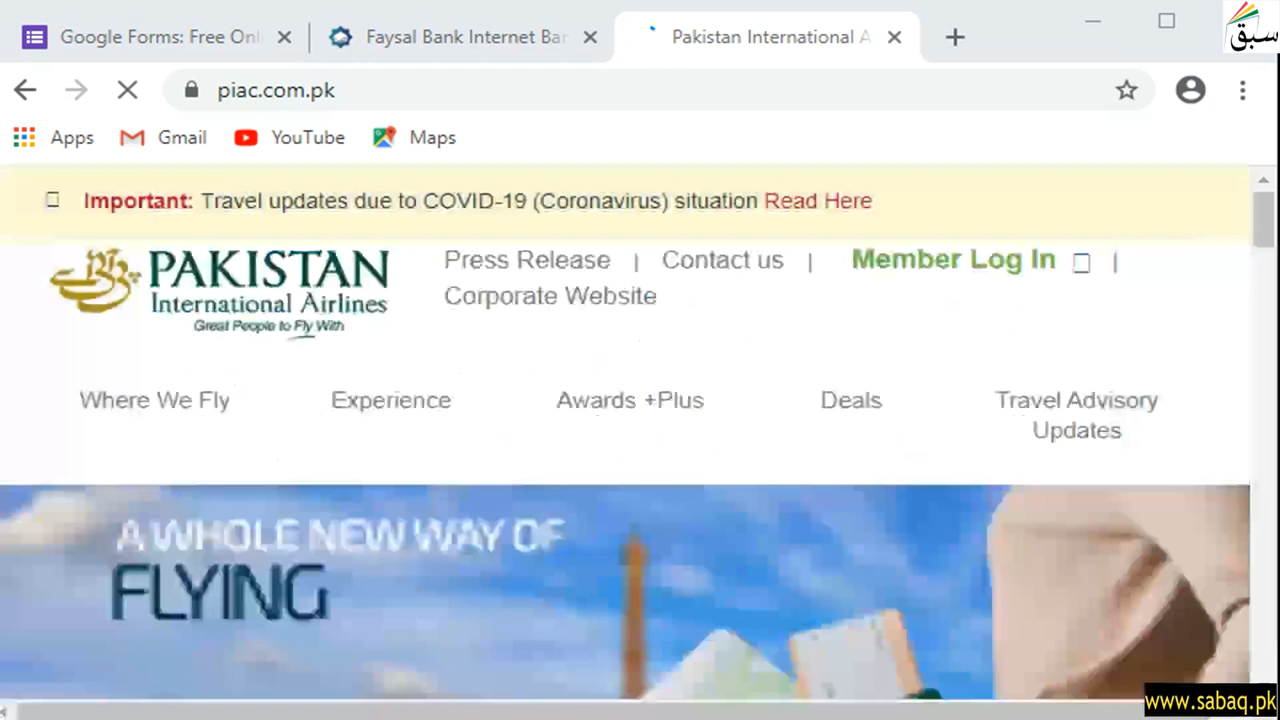 Google Forms: Free Onl
Faysal Bank Internet Ban
Pakistan International A
سبق
piac.com.pk
Apps
Gmail
YouTube
Maps
Important: Travel updates due to COVID-19 (Coronavirus) situation Read Here
PAKISTAN
International Airlines
Great People to Fly With
Press Release | Contact us | Member Log In |
Corporate Website
Where We Fly
Experience
Awards +Plus
Deals
Travel Advisory
Updates
A WHOLE NEW WAY OF
FLYING
www.sabaq.pk